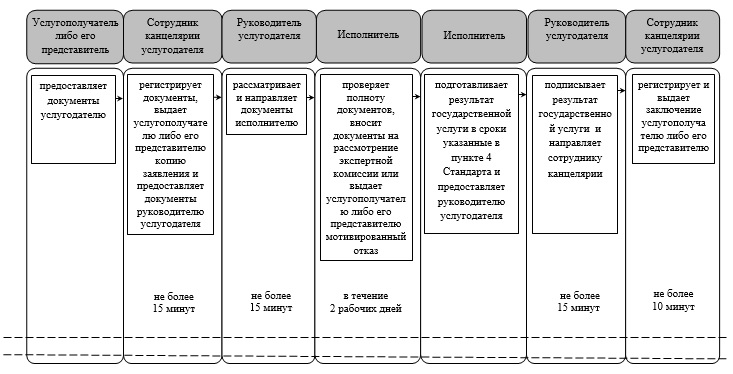 Услугополучатель
либо его
представитель
Сотрудник
канцелярии
услугодателя
Руководитель
услугодателя
Исполнитель
Исполнитель
Руководитель
услугодателя
Сотрудник
канцелярии
услугодателя
предоставляет
документы
услугодателю
регистрирует
документы,
выдает
услугополучате
лю либо его
представителю
копию
заявления и
предоставляет
документы
руководителю
услугодателя
рассматривает
и направляет
документы
исполнителю
проверяет
полноту
документов,
вносит
документы на
рассмотрение
экспертной
комиссии или
выдает
услугополучател
ю либо его
представителю
мотивированный
отказ
подготавливает
результат
государственной
услуги в сроки
указанные в
пункте 4
Стандарта и
предоставляет
руководителю
услугодателя
подписывает
результат
государственно
й услуги и
направляет
сотруднику
канцелярии
регистрирует и
выдает
заключение
услугополуча
телю либо его
представителю
не более
15 минут
не более
15 минут
в течение
2 рабочих дней
не более
15 минут
не более
10 минут